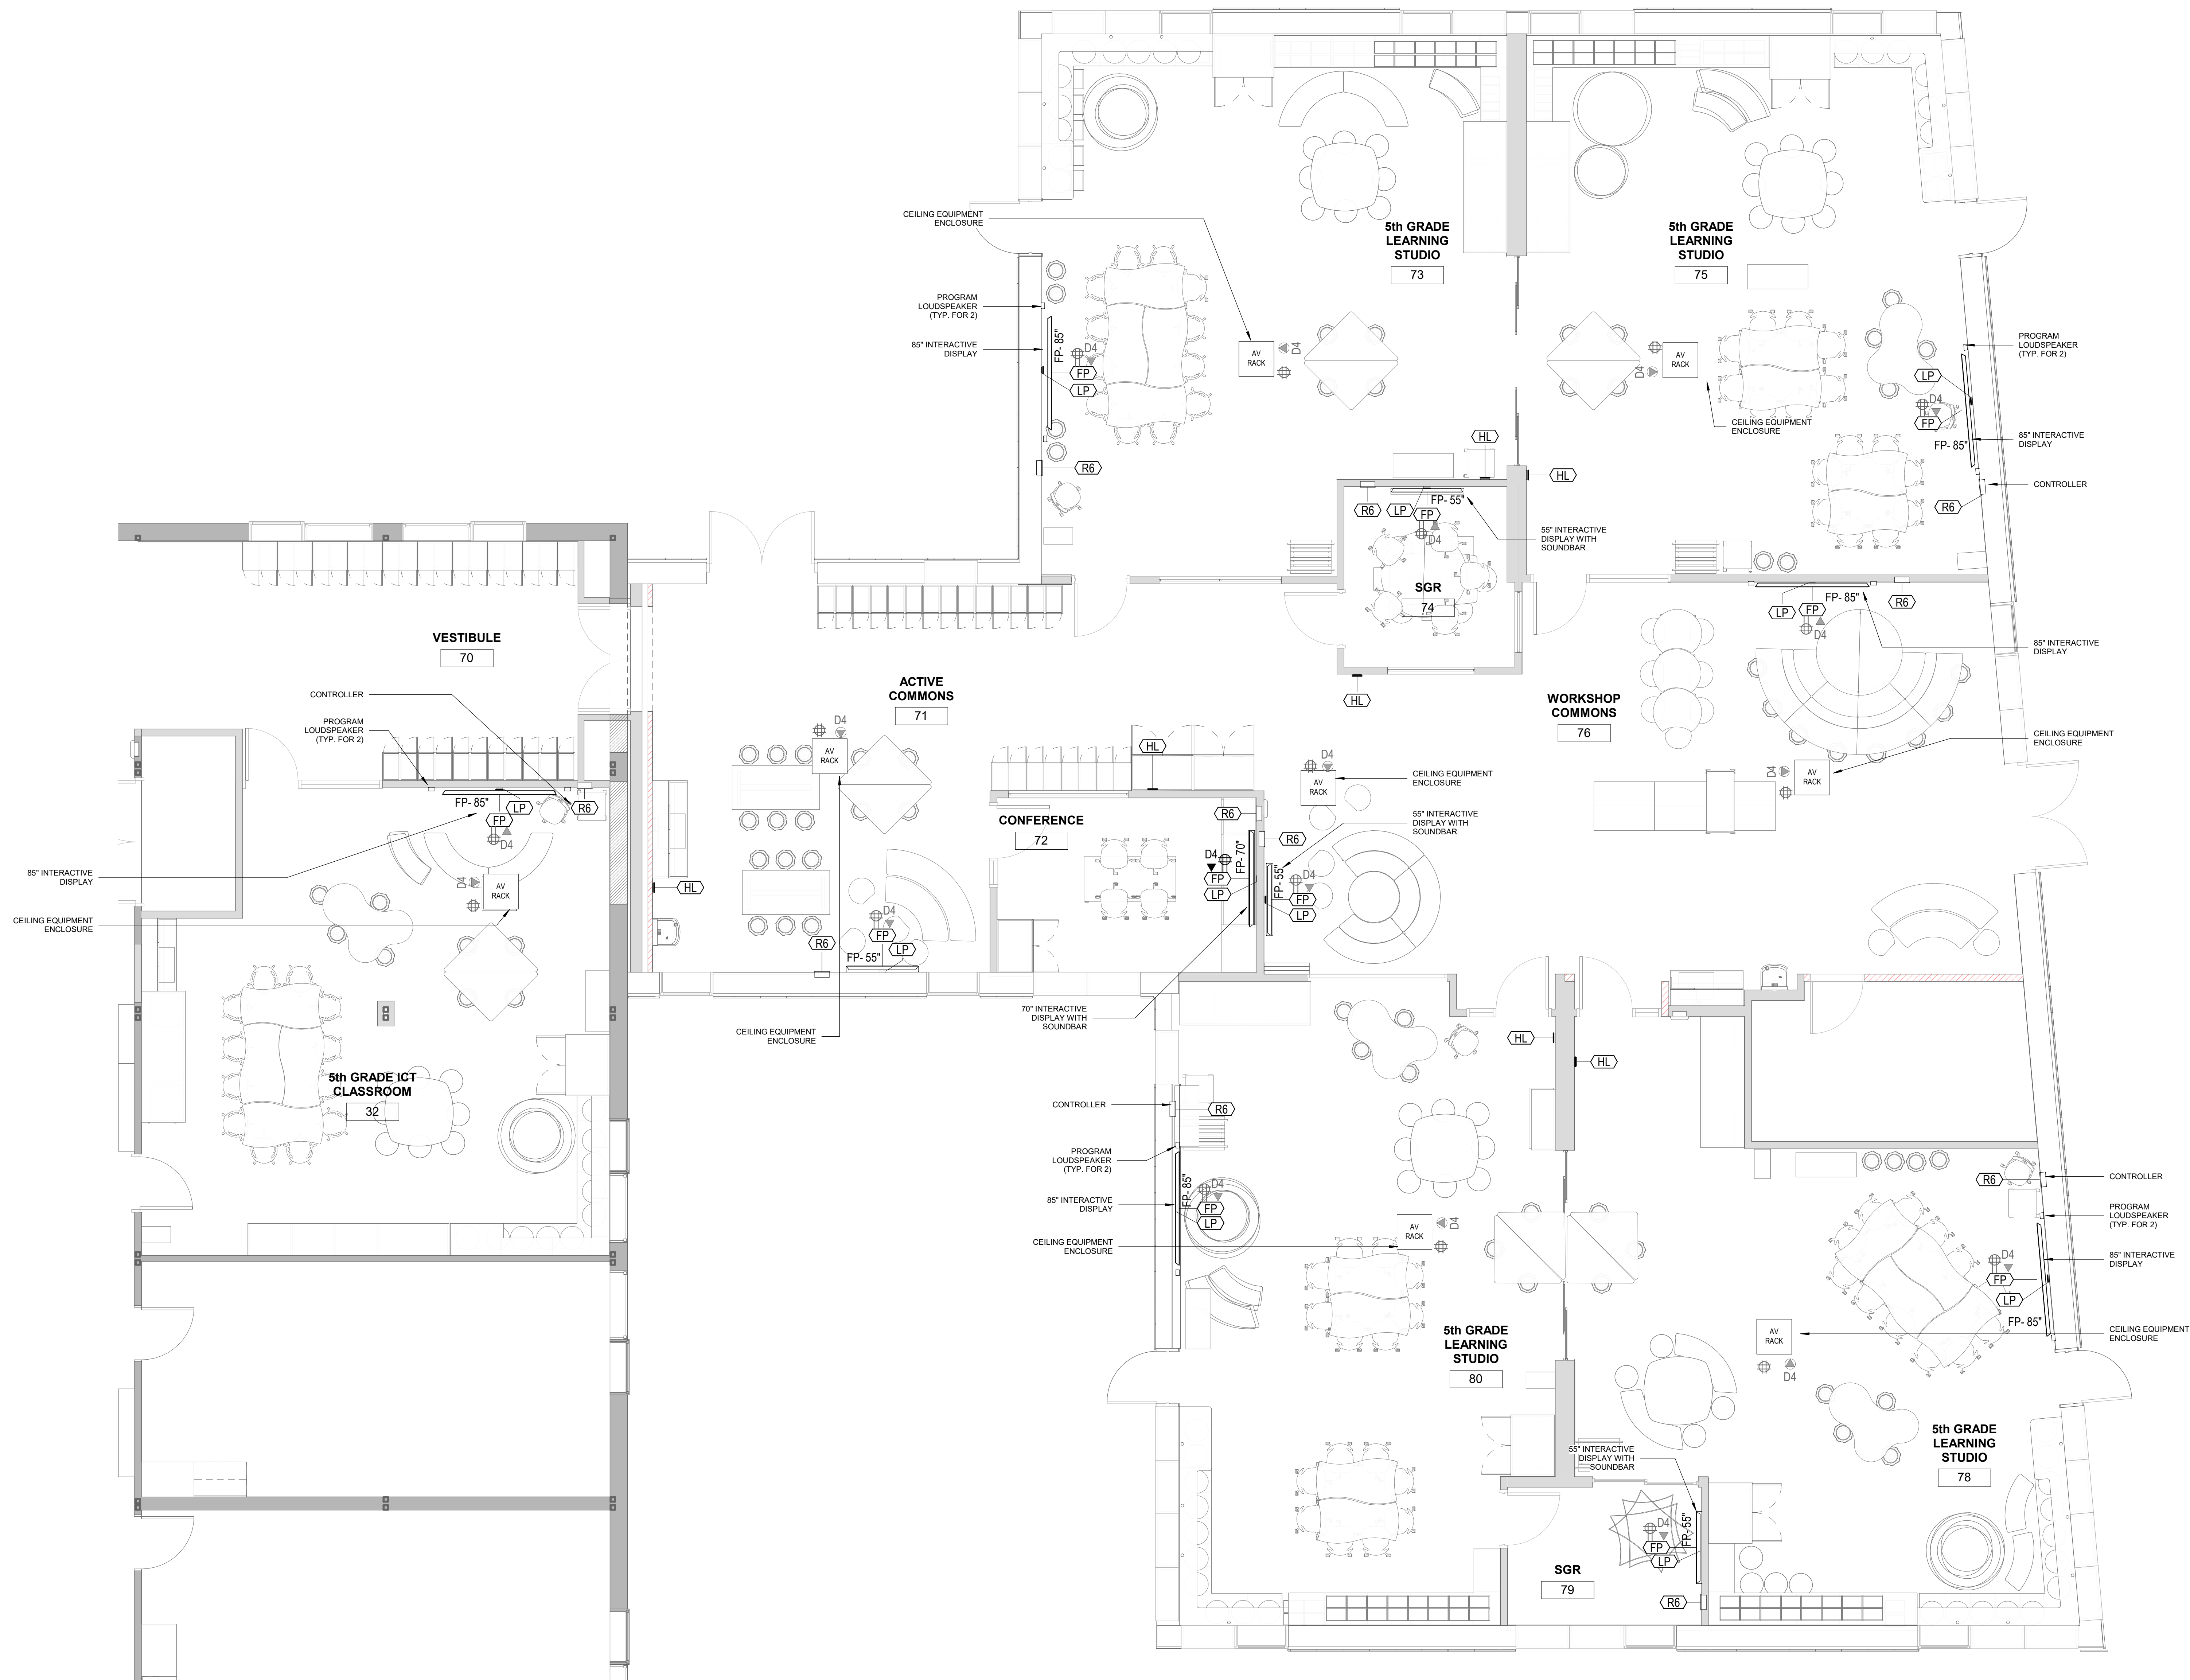 CEILING EQUIPMENT
ENCLOSURE
5th GRADE
LEARNING
STUDIO
73
5th GRADE
LEARNING
STUDIO
75
PROGRAM
LOUDSPEAKER
(TYP. FOR 2)
85" INTERACTIVE
DISPLAY
FP- 85"
D4
FP
LP
AV
RACK
D4
D4
AV
RACK
CEILING EQUIPMENT
ENCLOSURE
PROGRAM
LOUDSPEAKER
(TYP. FOR 2)
LP
D4
FP
FP- 85"
85" INTERACTIVE
DISPLAY
R6
HL
HL
CONTROLLER
R6
R6
LP
FP- 55"
FP
D4
55" INTERACTIVE
DISPLAY WITH
SOUNDBAR
SGR
74
HL
LP
FP
FP- 85"
R6
D4
85" INTERACTIVE
DISPLAY
VESTIBULE
70
CONTROLLER
PROGRAM
LOUDSPEAKER
(TYP. FOR 2)
ACTIVE
COMMONS
71
WORKSHOP
COMMONS
76
D4
AV
RACK
HL
D4
AV
RACK
CEILING EQUIPMENT
ENCLOSURE
D4
AV
RACK
CEILING EQUIPMENT
ENCLOSURE
FP- 85"
LP
R6
FP
D4
85" INTERACTIVE
DISPLAY
D4
AV
RACK
CEILING EQUIPMENT
ENCLOSURE
HL
CONFERENCE
72
R6
R6
D4
FP- 70"
FP
LP
FP- 55"
D4
FP
LP
55" INTERACTIVE
DISPLAY WITH
SOUNDBAR
D4
FP
R6
LP
FP- 55"
CEILING EQUIPMENT
ENCLOSURE
70" INTERACTIVE
DISPLAY WITH
SOUNDBAR
5th GRADE ICT
CLASSROOM
32
HL
HL
CONTROLLER
R6
PROGRAM
LOUDSPEAKER
(TYP. FOR 2)
85" INTERACTIVE
DISPLAY
FP- 85"
D4
FP
LP
CEILING EQUIPMENT
ENCLOSURE
AV
RACK
D4
R6
CONTROLLER
PROGRAM
LOUDSPEAKER
(TYP. FOR 2)
D4
FP
LP
FP- 85"
85" INTERACTIVE
DISPLAY
AV
RACK
D4
CEILING EQUIPMENT
ENCLOSURE
5th GRADE
LEARNING
STUDIO
80
5th GRADE
LEARNING
STUDIO
78
55" INTERACTIVE
DISPLAY WITH
SOUNDBAR
FP- 55"
D4
FP
LP
SGR
79
R6